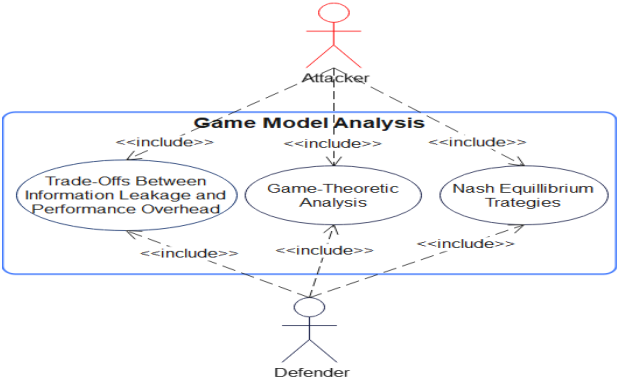 Attacker
Game Model Analysis
<<include>>
<<include>>
<<include>>
Trade-Offs Between
Information Leakage and
Performance Overhead
Game-Theoretic
Analysis
Nash Equillibrium
Trategies
<<include>>
<<include>>
<<include>>
Defender